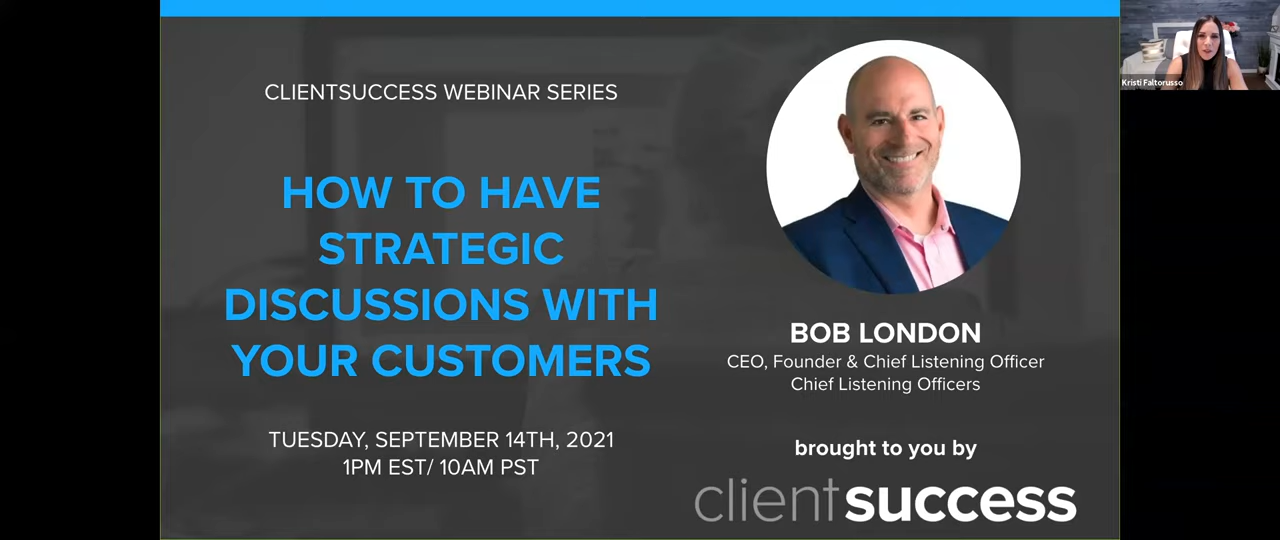 CLIENTSUCCESS WEBINAR SERIES
HOW TO HAVE
STRATEGIC
DISCUSSIONS WITH
YOUR CUSTOMERS
TUESDAY, SEPTEMBER 14TH, 2021
1PM EST/ 10AM PST
BOB LONDON
CEO, Founder & Chief Listening Officer
Chief Listening Officers
brought to you by
clientsuccess
Kristi Faltorusso